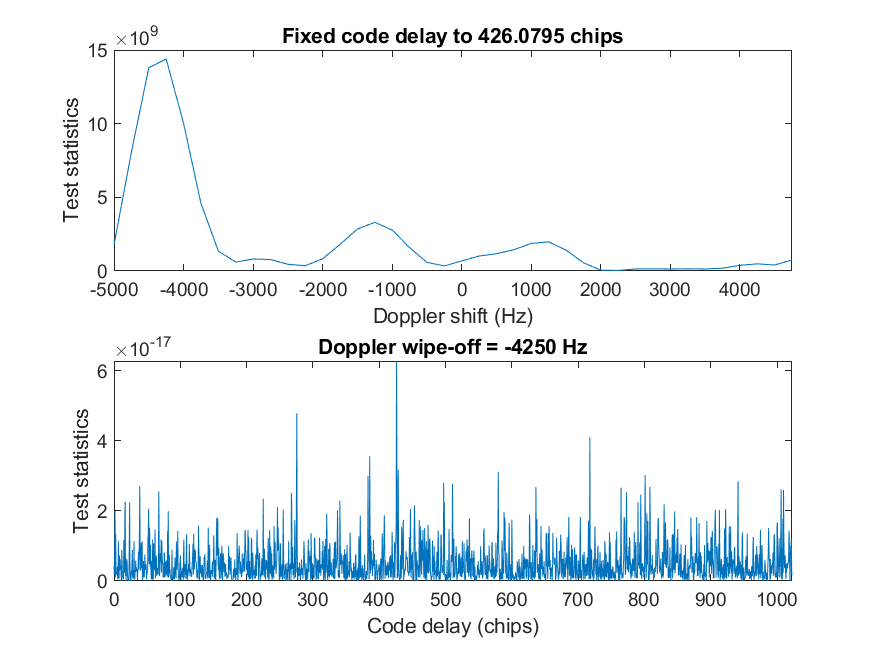 Fixed code delay to 426.0795 chips
×10^9
15
10
5
0
Test statistics
-5000 -4000 -3000 -2000 -1000 0 1000 2000 3000 4000
Doppler shift (Hz)
Doppler wipe-off = -4250 Hz
×10^-17
6
4
2
0
Test statistics
0 100 200 300 400 500 600 700 800 900 1000
Code delay (chips)